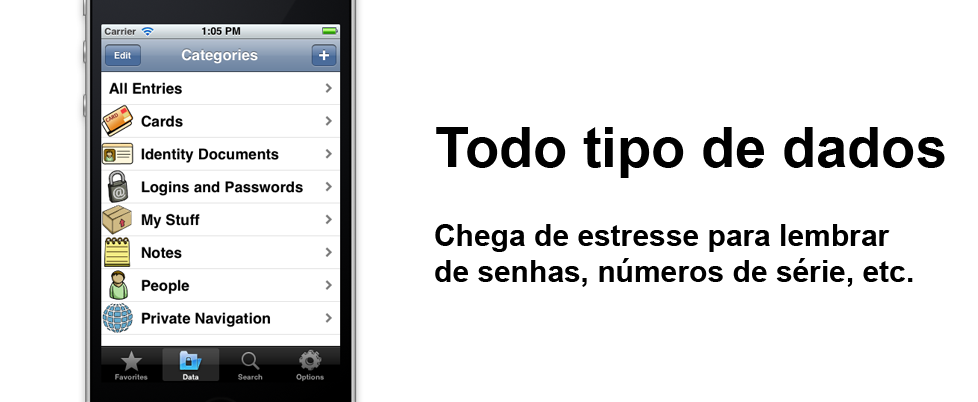 Carrier 1:05 PM
Edit Categories +
All Entries
CARD
Cards
Identity Documents
@
Logins and Passwords
My Stuff
Notes
People
Private Navigation
Favorites Data Search Options
Todo tipo de dados
Chega de estresse para lembrar
de senhas, números de série, etc.